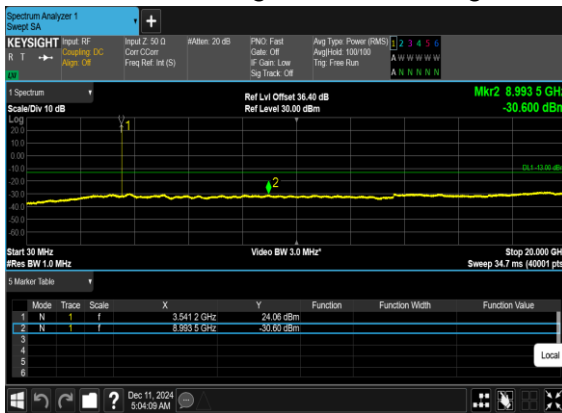 Spectrum Analyzer 1
Swept SA
+
KEYSIGHT Input: RF Input Z: 50 Ω #Atten: 20 dB PNO: Fast Avg Type: Power (RMS) 1 2 3 4 5 6
R T Coupling: DC Corr CCorr Gate: Off Avg|Hold: 100/100 A W W W W W
Align: Off Freq Ref: Int (S) IF Gain: Low Trig: Free Run
Sig Track: Off A N N N N N
1 Spectrum Ref Lvl Offset 36.40 dB Mkr2 8.993 5 GHz
Scale/Div 10 dB Ref Level 30.00 dBm -30.600 dBm
Log
20.0 1
10.0
0.00
-10.0 DL1 -13.00 dBm
-20.0 2
-30.0
-40.0
-50.0
-60.0
Start 30 MHz Video BW 3.0 MHz* Stop 20.000 GHz
#Res BW 1.0 MHz Sweep 34.7 ms (40001 pts)
5 Marker Table
Mode Trace Scale X Y Function Function Width Function Value
1 N 1 f 3.541 2 GHz 24.06 dBm
2 N 1 f 8.993 5 GHz -30.60 dBm
3
4
5
6
Local
? Dec 11, 2024
5:04:09 AM